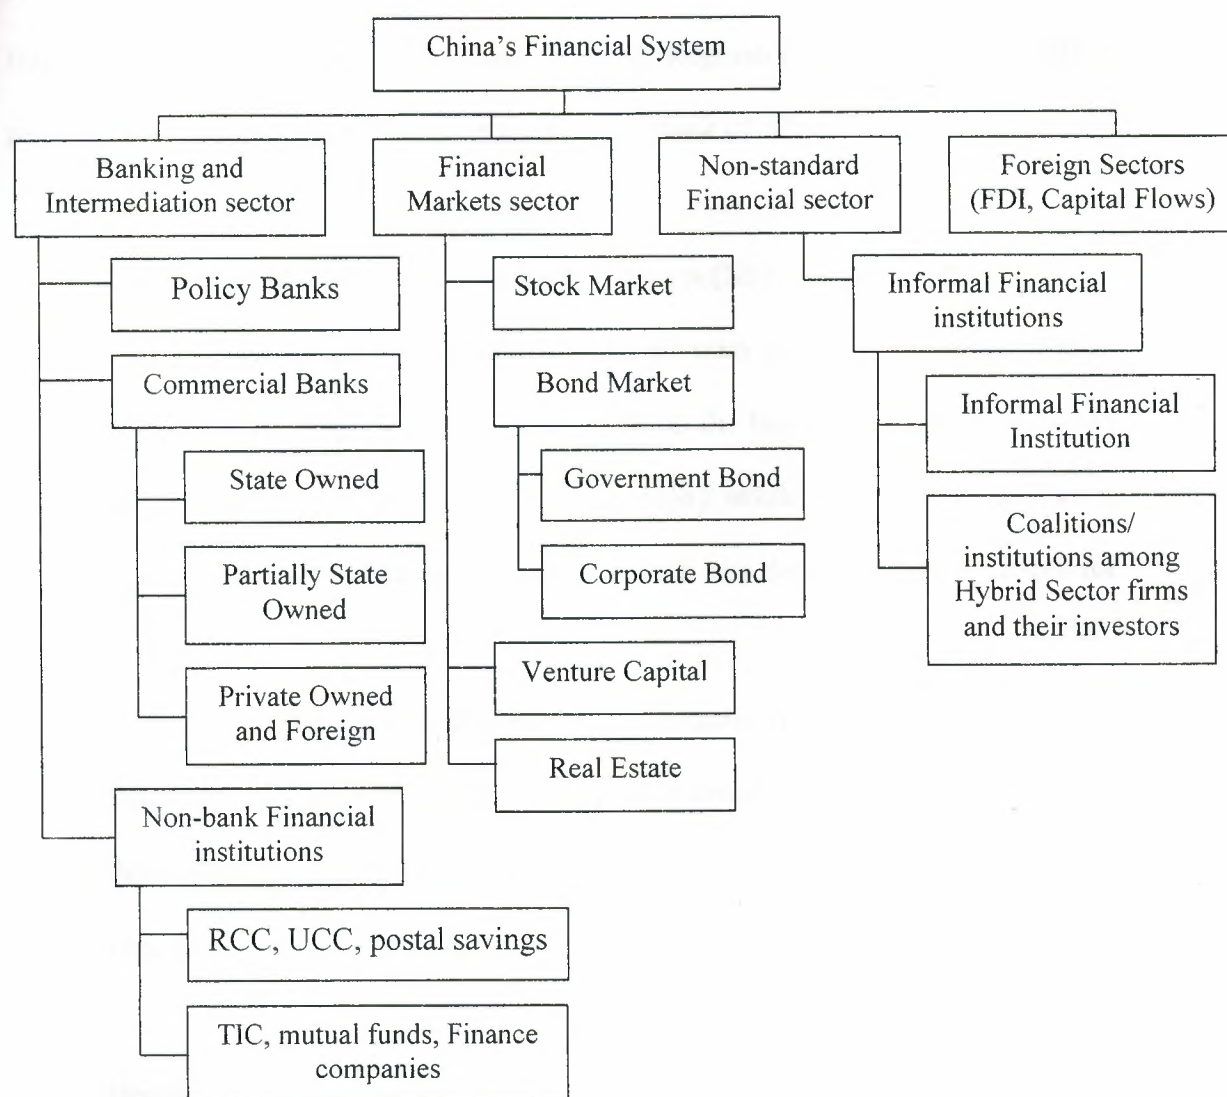 China's Financial System
Banking and
Intermediation sector
Financial
Markets sector
Non-standard
Financial sector
Foreign Sectors
(FDI, Capital Flows)
Policy Banks
Commercial Banks
State Owned
Partially State
Owned
Private Owned
and Foreign
Non-bank Financial
institutions
RCC, UCC, postal savings
TIC, mutual funds, Finance
companies
Stock Market
Bond Market
Government Bond
Corporate Bond
Venture Capital
Real Estate
Informal Financial
institutions
Informal Financial
Institution
Coalitions/
institutions among
Hybrid Sector firms
and their investors